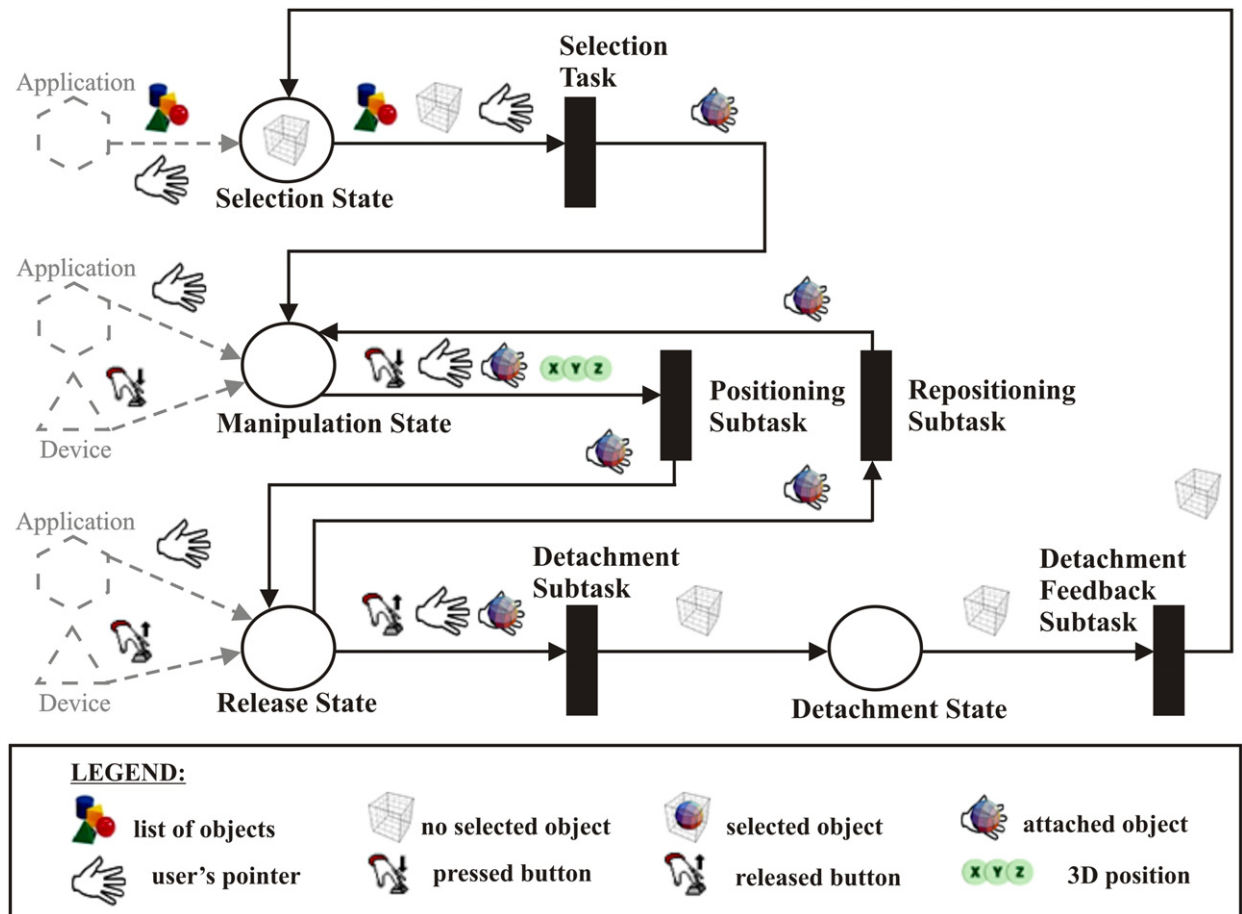 Selection
Task
Application
Selection State
Application
X Y Z
Positioning
Subtask
Repositioning
Subtask
Manipulation State
Device
Application
Detachment
Subtask
Detachment
Feedback
Subtask
Device
Release State
Detachment State
LEGEND:
list of objects
no selected object
selected object
attached object
user's pointer
pressed button
released button
X Y Z
3D position